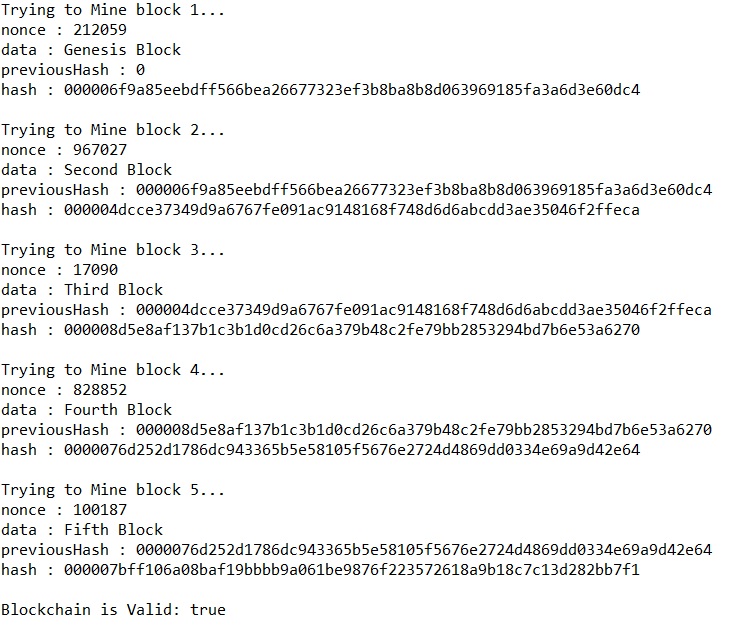 Trying to Mine block 1...
nonce : 212059
data : Genesis Block
previousHash : 0
hash : 000006f9a85eebdff566bea26677323ef3b8ba8b8d063969185fa3a6d3e60dc4
Trying to Mine block 2...
nonce : 967027
data : Second Block
previousHash : 000006f9a85eebdff566bea26677323ef3b8ba8b8d063969185fa3a6d3e60dc4
hash : 000004dcce37349d9a6767fe091ac9148168f748d6d6abcdd3ae35046f2ffeca
Trying to Mine block 3...
nonce : 17090
data : Third Block
previousHash : 000004dcce37349d9a6767fe091ac9148168f748d6d6abcdd3ae35046f2ffeca
hash : 000008d5e8af137b1c3b1d0cd26c6a379b48c2fe79bb2853294bd7b6e53a6270
Trying to Mine block 4...
nonce : 828852
data : Fourth Block
previousHash : 000008d5e8af137b1c3b1d0cd26c6a379b48c2fe79bb2853294bd7b6e53a6270
hash : 0000076d252d1786dc943365b5e58105f5676e2724d4869dd0334e69a9d42e64
Trying to Mine block 5...
nonce : 100187
data : Fifth Block
previousHash : 0000076d252d1786dc943365b5e58105f5676e2724d4869dd0334e69a9d42e64
hash : 000007bff106a08baf19bbbb9a061be9876f223572618a9b18c7c13d282bb7f1
Blockchain is Valid: true